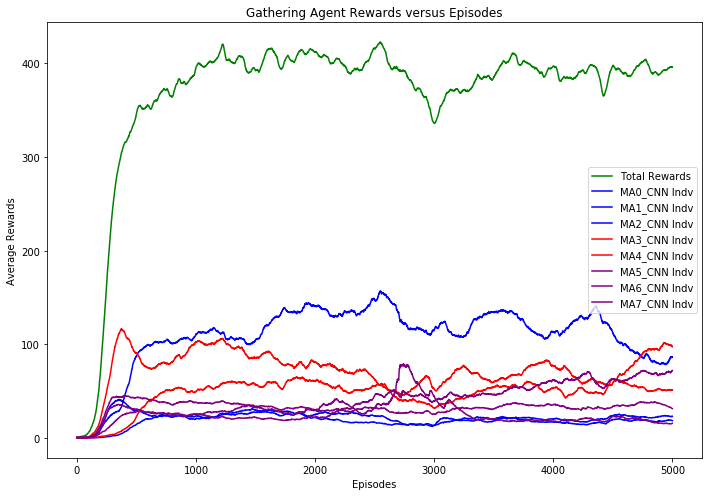 Gathering Agent Rewards versus Episodes
400
300
200
100
0
Average Rewards
Total Rewards
MA0_CNN Indv
MA1_CNN Indv
MA2_CNN Indv
MA3_CNN Indv
MA4_CNN Indv
MA5_CNN Indv
MA6_CNN Indv
MA7_CNN Indv
0 1000 2000 3000 4000 5000
Episodes